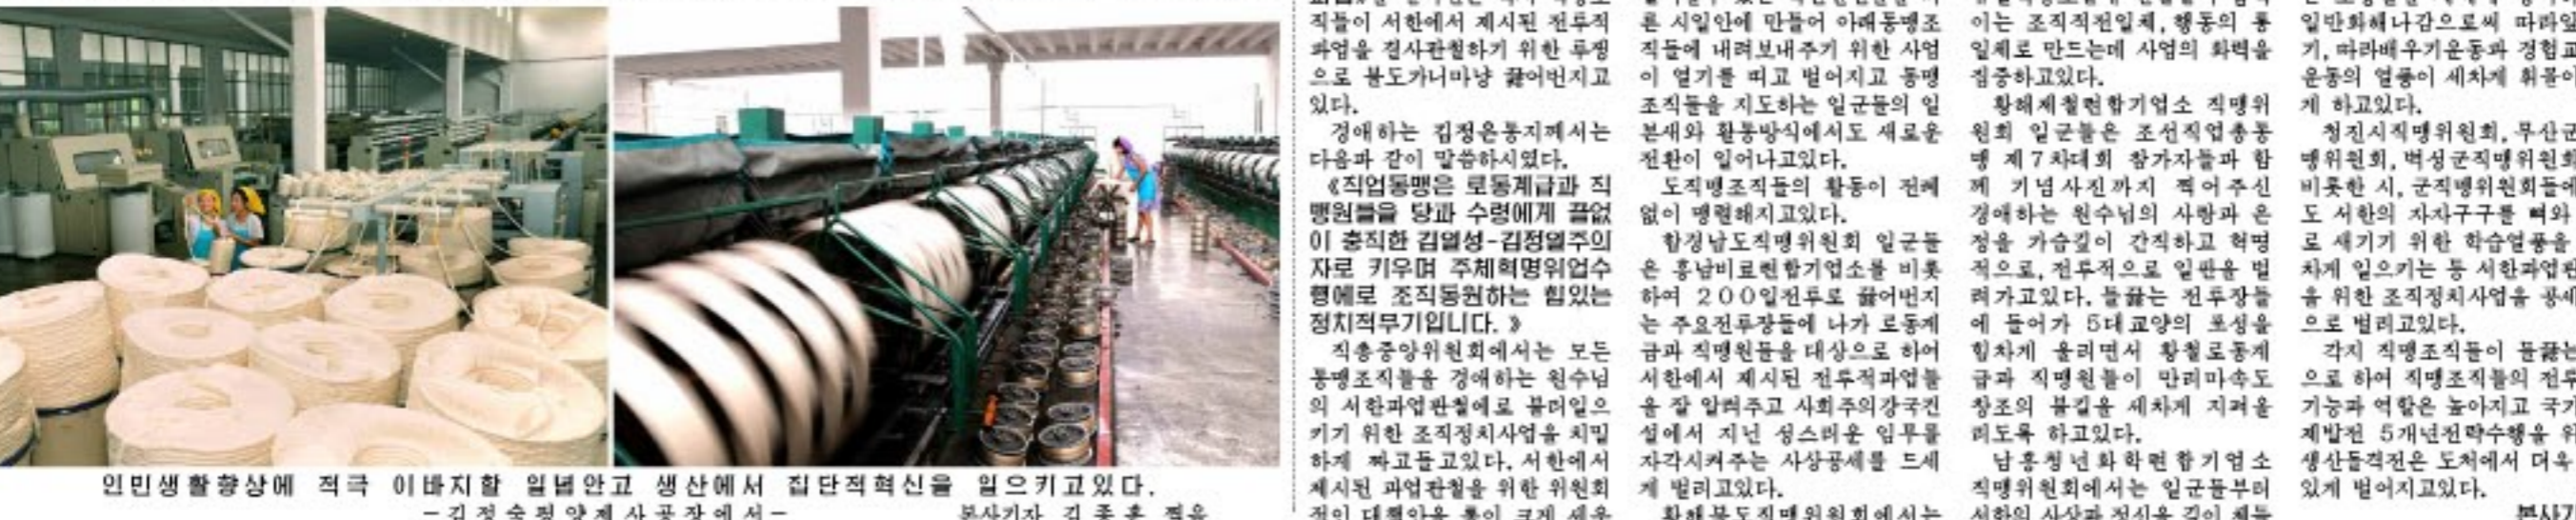 인민생활향상에 적극 이바지할 일념안고 생산에서 집단적혁신을 일으키고있다.
―김정숙평양제사공장에서―
본사기자 김종훈 찍음
직들이 서한에서 제시된 전투적
과업을 결사관철하기 위한 투쟁
으로 불도가니마냥 끓어번지고
있다.
경애하는 김정은동지께서는
다음과 같이 말씀하시였다.
《직업동맹은 로동계급과 직
맹원들을 당과 수령에게 끝없
이 충직한 김일성-김정일주의
자로 키우며 주체혁명위업수
행에로 조직동원하는 힘있는
정치적무기입니다.》
직총중앙위원회에서는 모든
동맹조직들을 경애하는 원수님
의 서한과업관철에로 불러일으
키기 위한 조직정치사업을 치밀
하게 짜고들고있다. 서한에서
제시된 과업관철을 위한 위원회
적인 대책안을 통이 크게 세우
른 시일안에 만들어 아래동맹조
직들에 내려보내주기 위한 사업
이 열기를 띠고 벌어지고 동맹
조직들을 지도하는 일군들의 일
본새와 활동방식에서도 새로운
전환이 일어나고있다.
도직맹조직들의 활동이 전례
없이 맹렬해지고있다.
함경남도직맹위원회 일군들
은 흥남비료련합기업소를 비롯
하여 200일전투로 끓어번지
는 주요전투장들에 나가 로동계
급과 직맹원들을 대상으로 하여
서한에서 제시된 전투적과업들
을 잘 알려주고 사회주의강국건
설에서 지닌 성스러운 임무를
자각시켜주는 사상공세를 드세
게 벌리고있다.
황해북도직맹위원회에서는
이는 조직적전일체, 행동의 통
일체로 만드는데 사업의 화력을
집중하고있다.
황해제철련합기업소 직맹위
원회 일군들은 조선직업총동
맹 제7차대회 참가자들과 함
께 기념사진까지 찍어주신
경애하는 원수님의 사랑과 은
정을 가슴깊이 간직하고 혁명
적으로, 전투적으로 일판을 벌
려가고있다. 들끓는 전투장들
에 들어가 5대교양의 포성을
힘차게 울리면서 황철로동계
급과 직맹원들이 만리마속도
창조의 불길을 세차게 지펴올
리도록 하고있다.
남흥청년화학련합기업소
직맹위원회에서는 일군들부터
서한의 사상과 정신을 깊이 체득
일반화해나감으로써 따라앞
기, 따라배우기운동과 경험교
운동의 열풍이 세차게 휘몰아
게 하고있다.
청진시직맹위원회, 무산군
맹위원회, 벽성군직맹위원회
비롯한 시, 군직맹위원회들에
도 서한의 자자구구를 뼈와
로 새기기 위한 학습열풍을
차게 일으키는 등 서한과업관
을 위한 조직정치사업을 공세
으로 벌리고있다.
각지 직맹조직들이 들끓는
으로 하여 직맹조직들의 전투
기능과 역할은 높아지고 국가
제발전 5개년전략수행을 위
생산돌격전은 도처에서 더욱
있게 벌어지고있다.
본사기